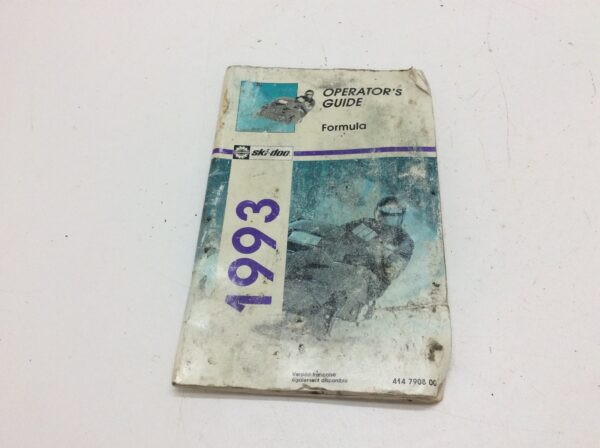 OPERATOR'S
GUIDE
Formula
ski-doo
1993
Version française
également disponible
414 7908 00